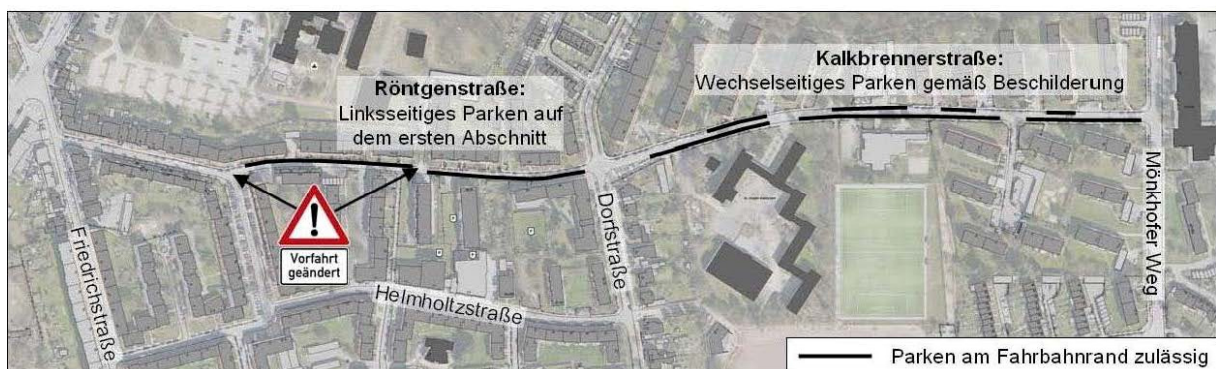 Kalkbrennerstraße:
Wechselseitiges Parken gemäß Beschilderung
Röntgenstraße:
Linksseitiges Parken auf
dem ersten Abschnitt
Vorfahrt
geändert
Friedrichstraße
Helmholtzstraße
Dorfstraße
Mönkhofer Weg
Parken am Fahrbahnrand zulässig